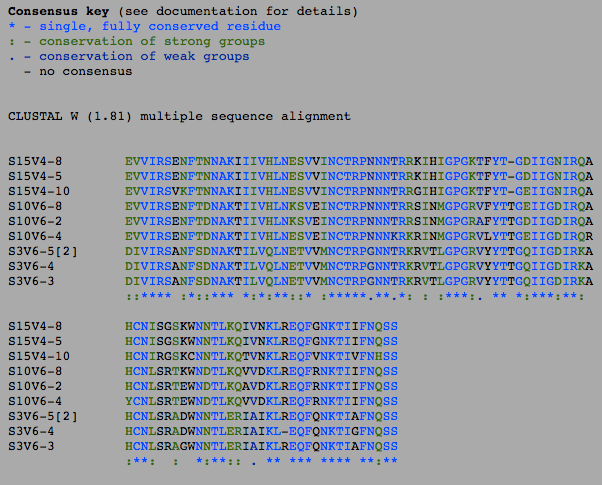 Consensus key (see documentation for details)
* - single, fully conserved residue
: - conservation of strong groups
. - conservation of weak groups
- no consensus
CLUSTAL W (1.81) multiple sequence alignment
S15V4-8 EVVIRSENFTNNAKIIIVHLNESVVINCTRPNNNTRRKIHIGPGKTFYT-GDIIGNIRQA
S15V4-5 EVVIRSENFTNNAKIIIVHLNESVVINCTRPNNNTRRKIHIGPGKTFYT-GDIIGNIRQA
S15V4-10 EVVIRSVKFTNNAKTIIVHLNESVVINCTRPNNNTRRGIHIGPGKTFYT-GEIIGNIRQA
S10V6-8 EVVIRSENFTDNAKTIIVHLNKSVEINCTRPNNNTRRSINMGPGRVFYTTGEIIGDIRQA
S10V6-2 EVVIRSENFTDNAKTIIVHLNKSVEINCTRPNNNTRRSINMGPGRAFYTTGEIIGDIRQA
S10V6-4 EVVIRSENFTDNAKTIIVHLNESVEINCTRPNNNKRKRINMGPGRVLYTTGEIIGDIRQR
S3V6-5[2] DIVIRSANFSDNAKTILVQLNETVVMNCTRPGNNTRKRVTLGPGRVYYTTGQIIGDIRKA
S3V6-4 DIVIRSANFSDNAKTILVQLNETVVMNCTRPGNNTRKRVTLGPGRVYYTTGQIIGDIRKA
S3V6-3 DIVIRSANFSDNAKTILVQLNETVVMNCTRPGNNTRKRVTLGPGRVYYTTGQIIGDIRKA
::**** :*::*** *:*:**::* :*****.**.*: : :***:. ** *:***:**:
S15V4-8 HCNISGSKWNNTLKQIVNKLREQFGNKTIIFNQSS
S15V4-5 HCNISGSKWNNTLKQIVNKLREQFGNKTIIFNQSS
S15V4-10 HCNIRGSKCNNTLKQTVNKLREQFVNKTIVFNHSS
S10V6-8 HCNLSRTKWNDTLKQVVDKLREQFRNKTIIFNQSS
S10V6-2 HCNLSRTEWNDTLKQAVDKLREQFRNKTIIFNQSS
S10V6-4 YCNLSRTKWNDTLKQVVDKLREQFRNKTIIFNQSS
S3V6-5[2] HCNLSRADWNNTLERIAIKLREQFQNKTIAFNQSS
S3V6-4 HCNLSRADWNNTLERIAIKL-EQFQNKTIGFNQSS
S3V6-3 HCNLSRAGWNNTLERIAIKLREQFQNKTIAFNQSS
:**: : *:**:: . ** *** **** **:**